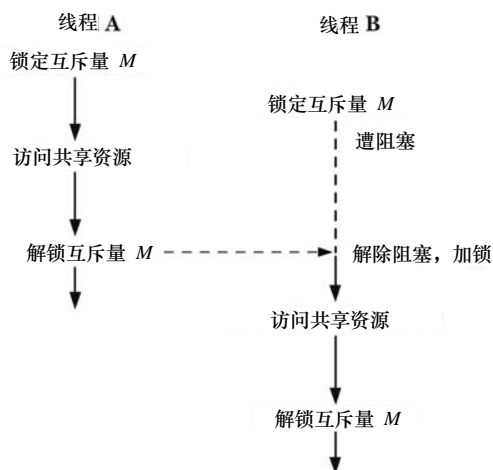 线程 A
线程 B
锁定互斥量 M
锁定互斥量 M
遭阻塞
访问共享资源
解锁互斥量 M
解除阻塞，加锁
访问共享资源
解锁互斥量 M